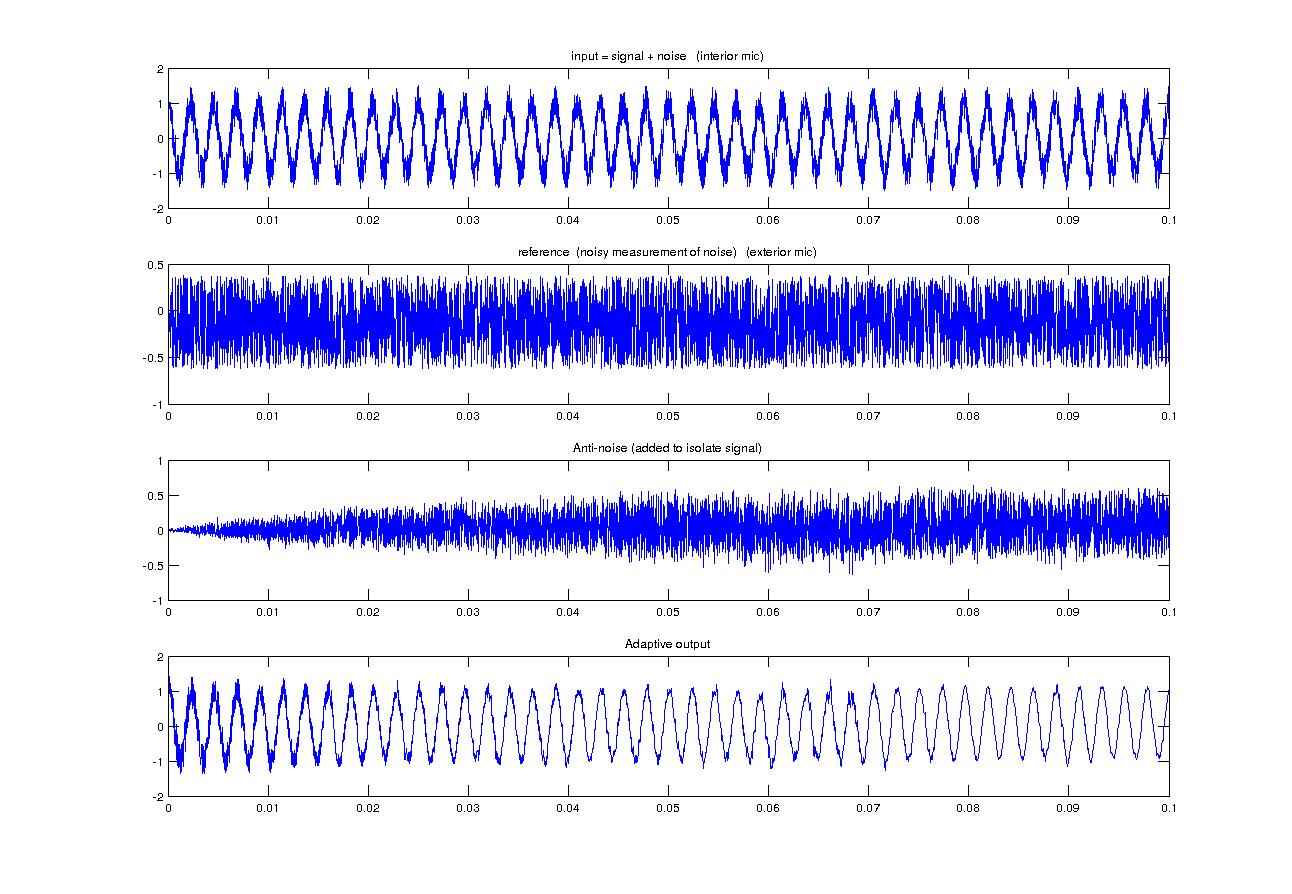 input = signal + noise (interior mic)
2
1
0
-1
-2
0 0.01 0.02 0.03 0.04 0.05 0.06 0.07 0.08 0.09 0.1
reference (noisy measurement of noise) (exterior mic)
0.5
0
-0.5
-1
0 0.01 0.02 0.03 0.04 0.05 0.06 0.07 0.08 0.09 0.1
Anti-noise (added to isolate signal)
1
0.5
0
-0.5
-1
0 0.01 0.02 0.03 0.04 0.05 0.06 0.07 0.08 0.09 0.1
Adaptive output
2
1
0
-1
-2
0 0.01 0.02 0.03 0.04 0.05 0.06 0.07 0.08 0.09 0.1